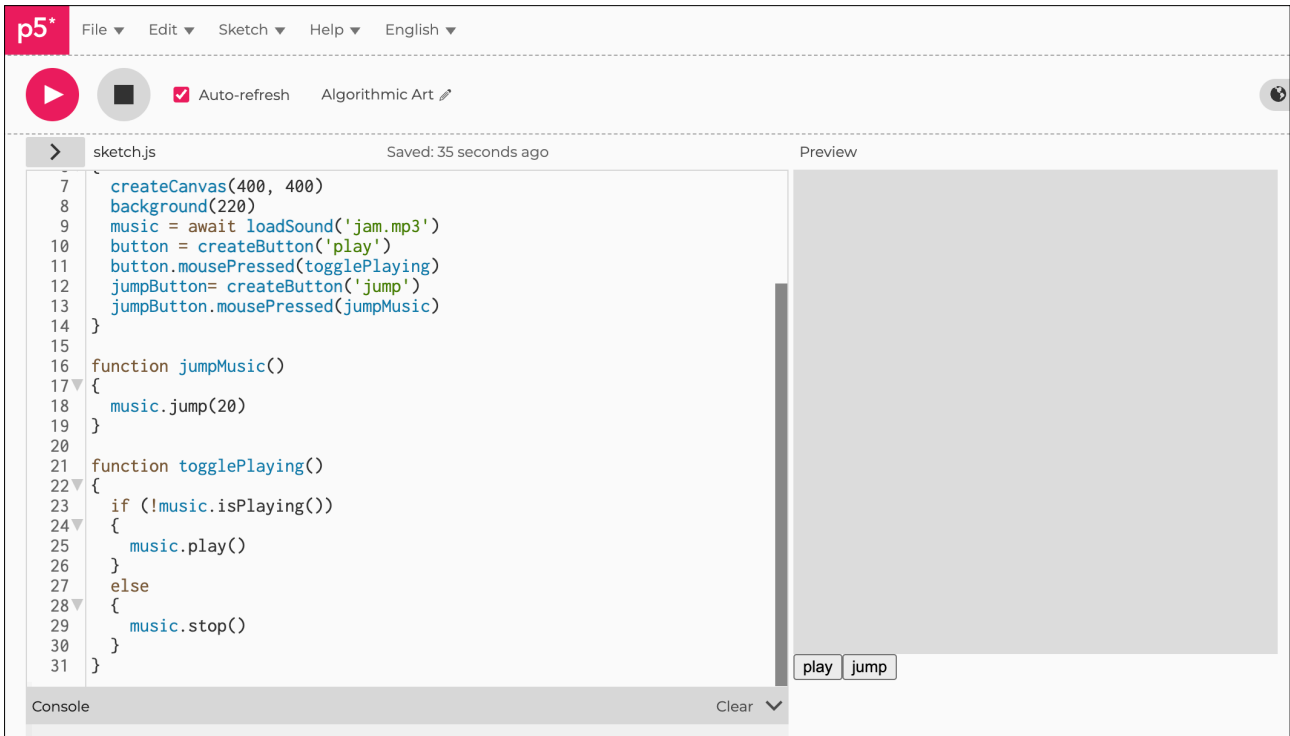 p5* File Edit Sketch Help English
Auto-refresh Algorithmic Art
sketch.js Saved: 35 seconds ago Preview
7 createCanvas(400, 400)
8 background(220)
9 music = await loadSound('jam.mp3')
10 button = createButton('play')
11 button.mousePressed(togglePlaying)
12 jumpButton= createButton('jump')
13 jumpButton.mousePressed(jumpMusic)
14 }
15
16 function jumpMusic()
17 {
18 music.jump(20)
19 }
20
21 function togglePlaying()
22 {
23 if (!music.isPlaying())
24 {
25 music.play()
26 }
27 else
28 {
29 music.stop()
30 }
31 }
play jump
Console Clear